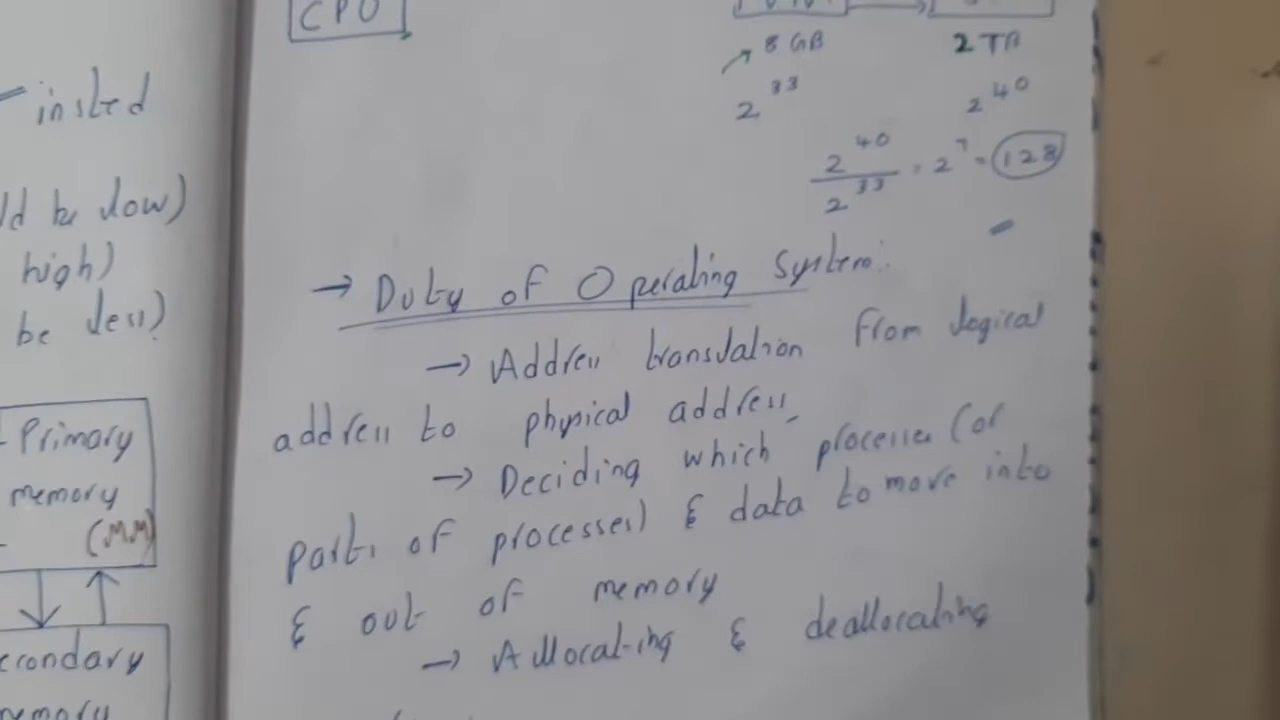 insted
be slow)
high)
be less)
Primary
memory
(MM)
econdary
CPU
8 GB
2 TB
2^33
2^40
2^40 / 2^33 = 2^7 = 128
→ Duty of Operating System:
→ Address translation from logical
address to physical address
→ Deciding which processes (or
parts of processes) & data to move into
& out of memory
→ Allocating & deallocating